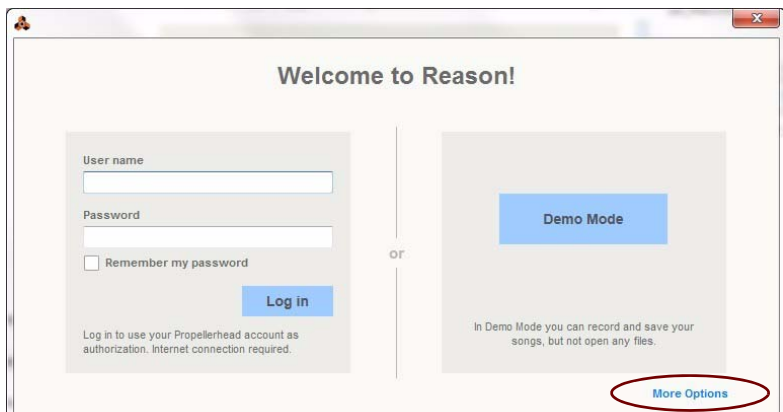 Welcome to Reason!
User name
Password
Remember my password
Log in
Log in to use your Propellerhead account as
authorization. Internet connection required.
or
Demo Mode
In Demo Mode you can record and save your
songs, but not open any files.
More Options